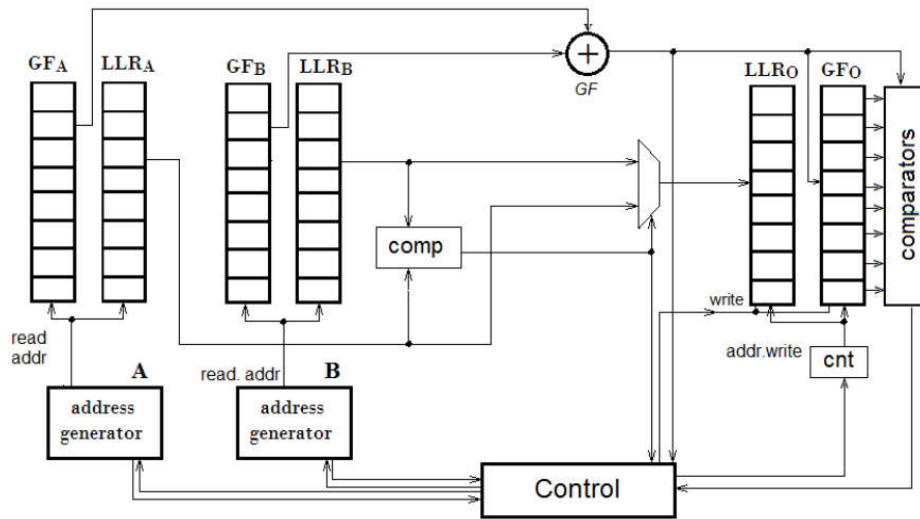 GFA
LLRA
GFB
LLRB
+
GF
LLRO
GFO
comparators
comp
write
read
addr
A
read. addr
B
addr.write
cnt
address
generator
address
generator
Control